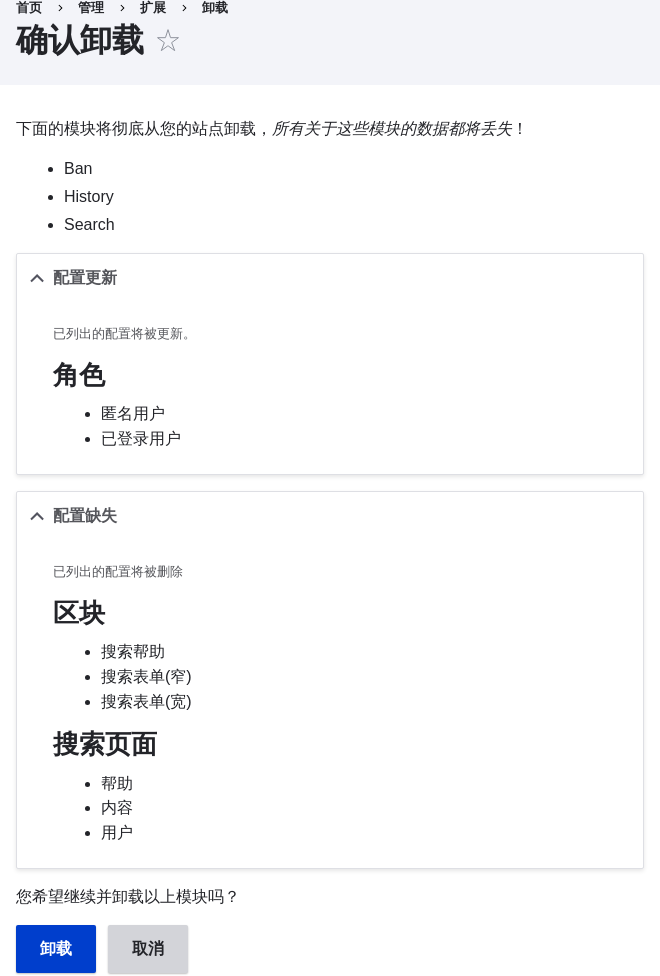 首页 › 管理 › 扩展 › 卸载
确认卸载 ☆
下面的模块将彻底从您的站点卸载，所有关于这些模块的数据都将丢失！
Ban
History
Search
配置更新
已列出的配置将被更新。
角色
匿名用户
已登录用户
配置缺失
已列出的配置将被删除
区块
搜索帮助
搜索表单(窄)
搜索表单(宽)
搜索页面
帮助
内容
用户
您希望继续并卸载以上模块吗？
卸载 取消